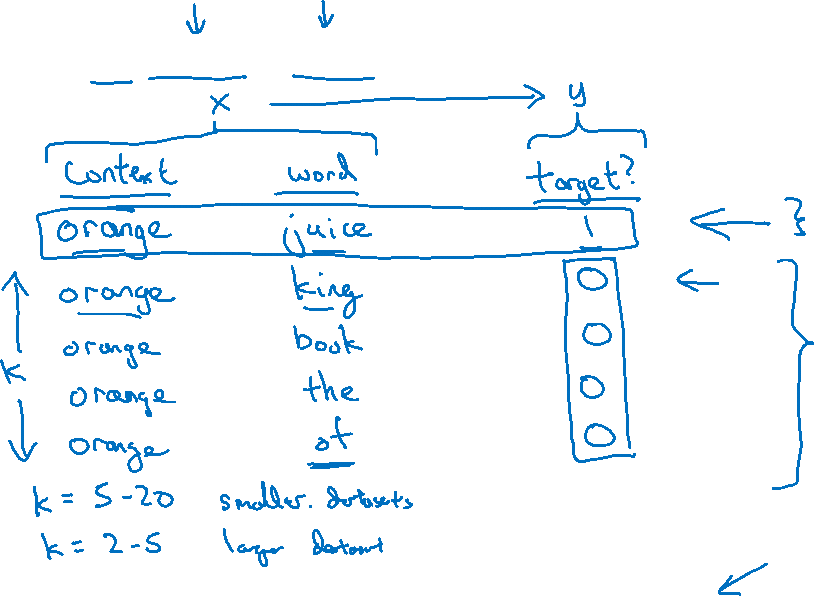 x y
context word target?
orange juice 1
orange king 0
orange book 0
orange the 0
k
orange of 0
k = 5-20 smaller datasets
k = 2-5 larger dataset